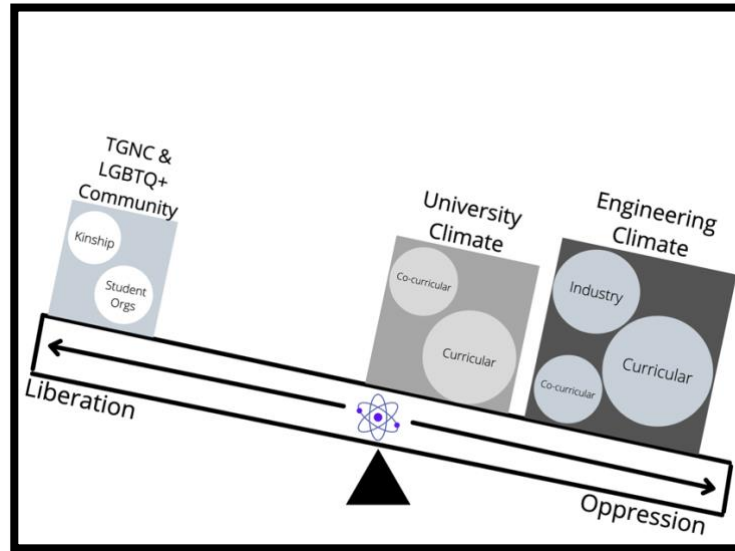 TGNC &
LGBTQ+
Community
Kinship
Student
Orgs
University
Climate
Co-curricular
Curricular
Engineering
Climate
Industry
Curricular
Co-curricular
Liberation
Oppression